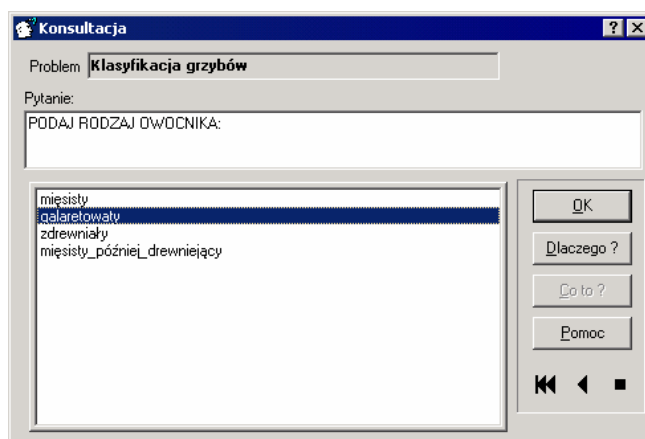 Konsultacja
Problem Klasyfikacja grzybów
Pytanie:
PODAJ RODZAJ OWOCNIKA:
mięsisty
galaretowaty
zdrewniały
mięsisty_później_drewniejący
OK
Dlaczego ?
Co to ?
Pomoc